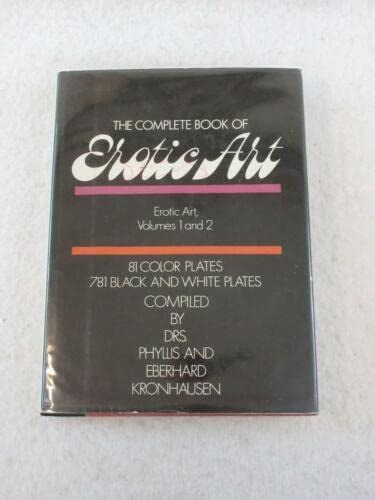 THE COMPLETE BOOK OF
Erotic Art
Erotic Art,
Volumes 1 and 2
81 COLOR PLATES
781 BLACK AND WHITE PLATES
COMPILED
BY
DRS.
PHYLLIS AND
EBERHARD
KRONHAUSEN